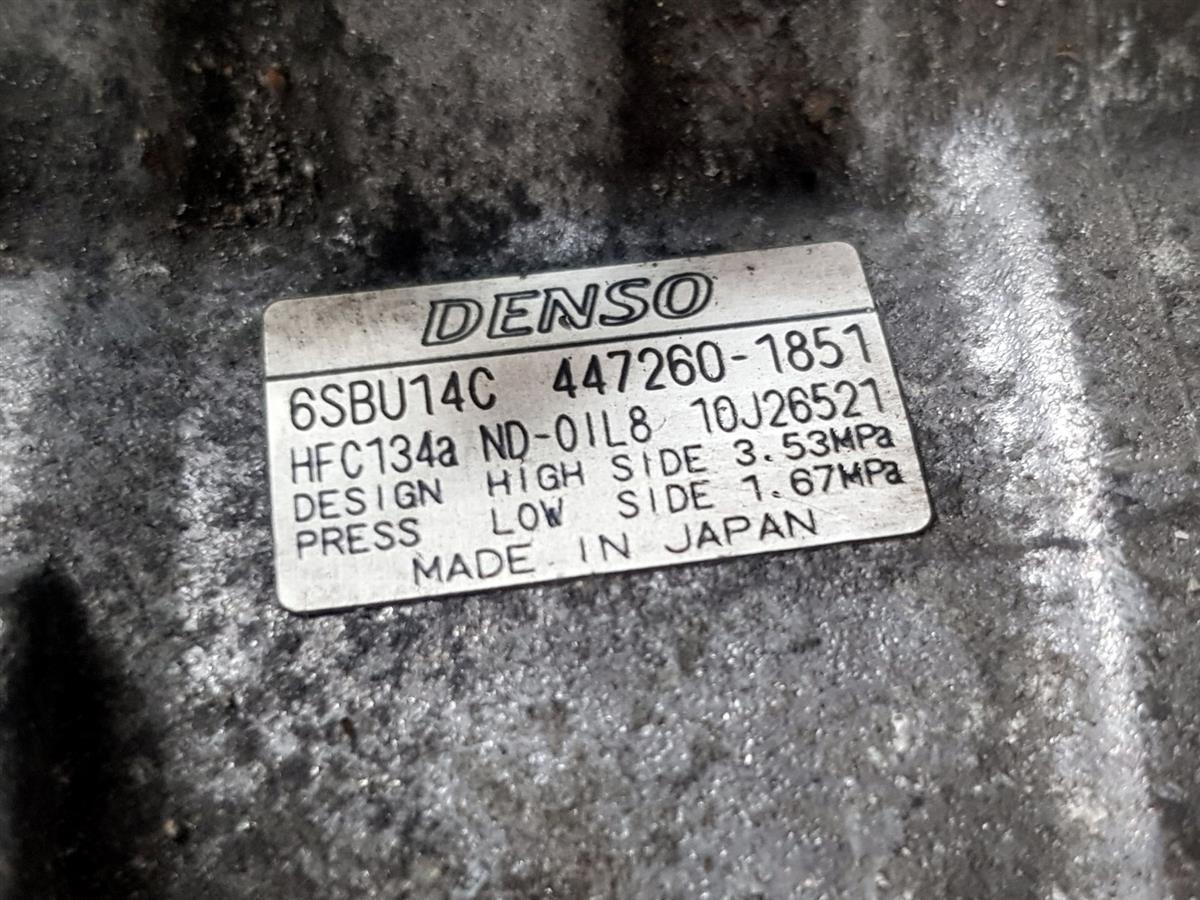 DENSO
6SBU14C 447260-1851
HFC134a ND-OIL8 10J26521
DESIGN HIGH SIDE 3.53MPa
PRESS LOW SIDE 1.67MPa
MADE IN JAPAN